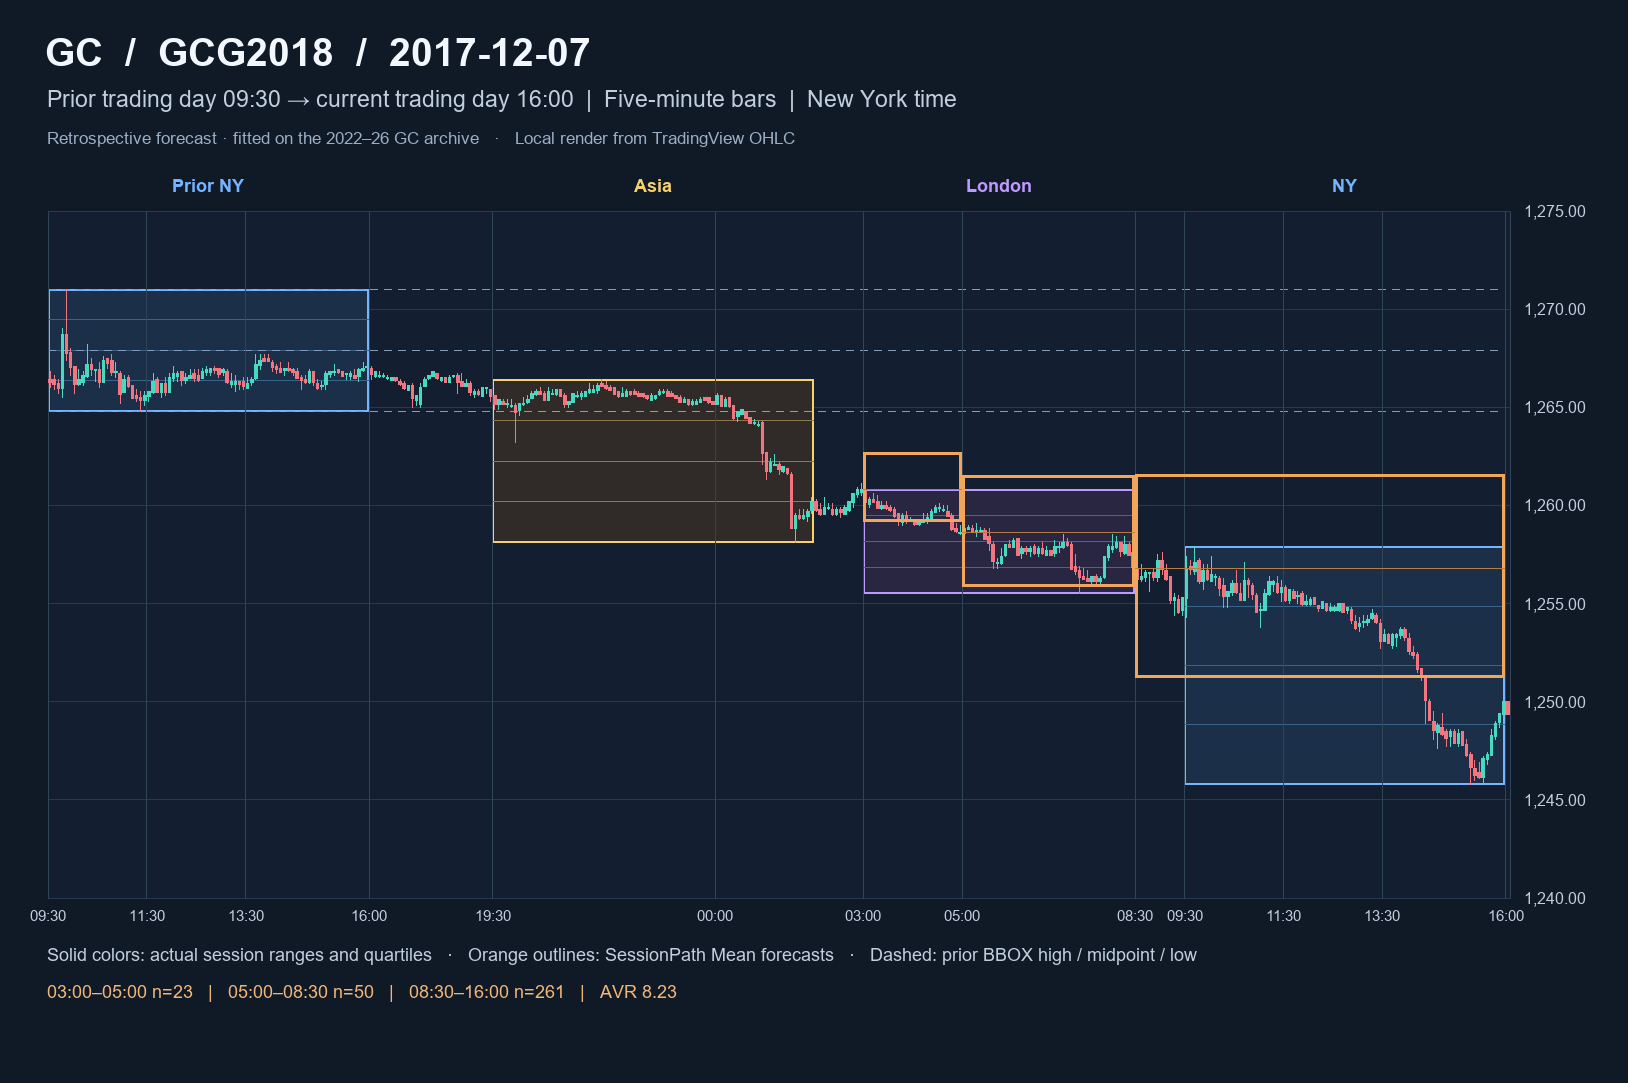 GC / GCG2018 / 2017-12-07
Prior trading day 09:30 → current trading day 16:00 | Five-minute bars | New York time
Retrospective forecast · fitted on the 2022–26 GC archive · Local render from TradingView OHLC
Prior NY Asia London NY
1,275.00
1,270.00
1,265.00
1,260.00
1,255.00
1,250.00
1,245.00
1,240.00
09:30 11:30 13:30 16:00 19:30 00:00 03:00 05:00 08:30 09:30 11:30 13:30 16:00
Solid colors: actual session ranges and quartiles · Orange outlines: SessionPath Mean forecasts · Dashed: prior BBOX high / midpoint / low
03:00–05:00 n=23 | 05:00–08:30 n=50 | 08:30–16:00 n=261 | AVR 8.23